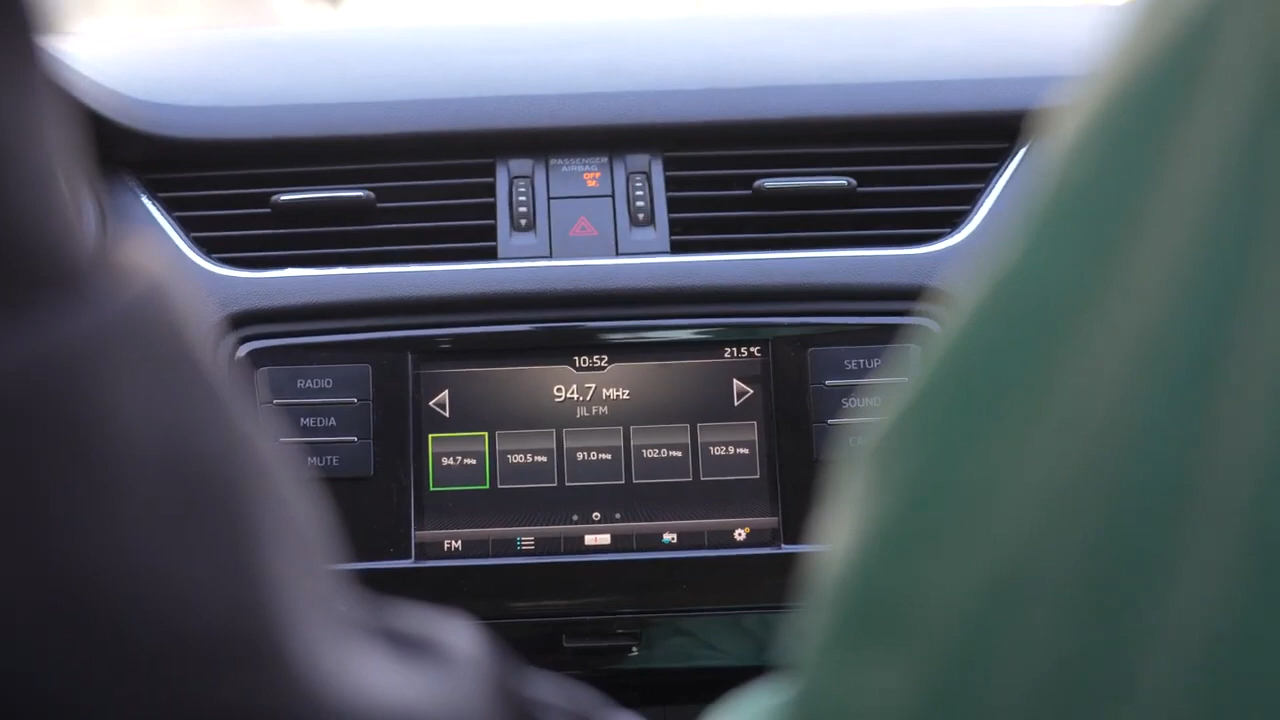 PASSENGER
AIRBAG
OFF
10:52
21.5°C
94.7 MHz
JIL FM
94.7 MHz
100.5 MHz
91.0 MHz
102.0 MHz
102.9 MHz
FM
RADIO
MEDIA
MUTE
SETUP
SOUND